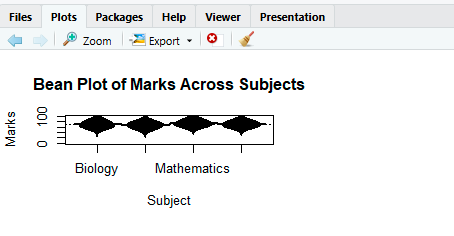 Files Plots Packages Help Viewer Presentation
Zoom Export
Bean Plot of Marks Across Subjects
Marks
100
0
Biology Mathematics
Subject